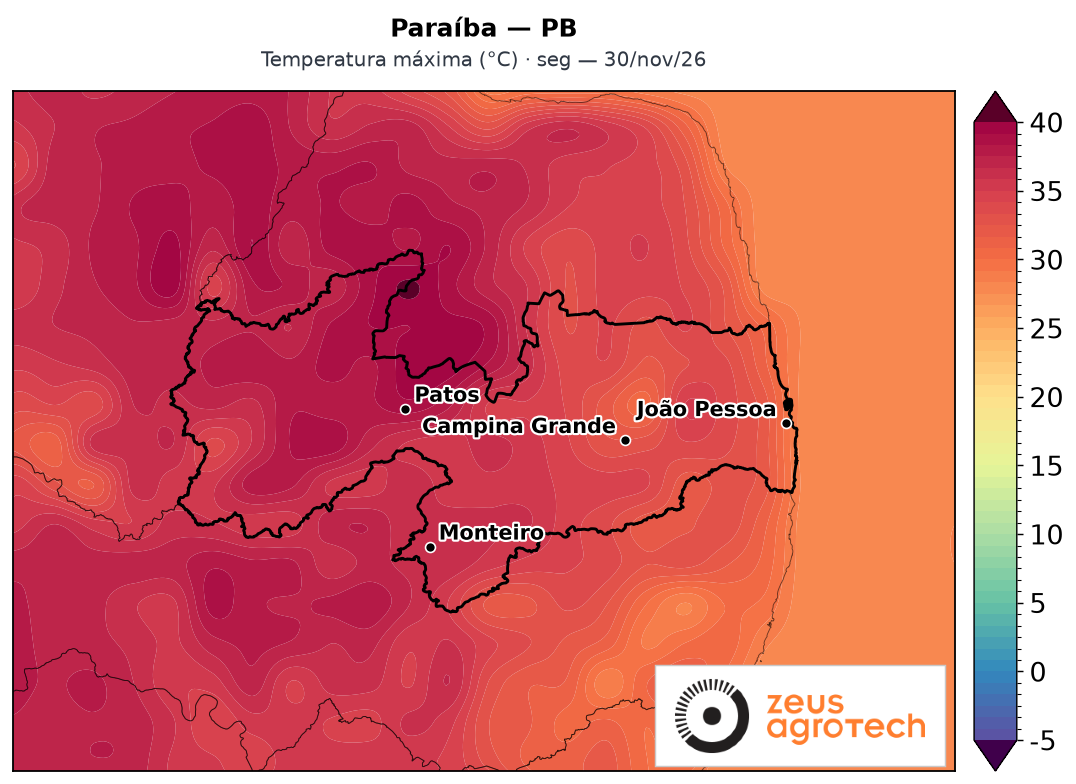 Paraíba — PB
Temperatura máxima (°C) · seg — 30/nov/26
40
35
30
25
20
15
10
5
0
-5
Patos
João Pessoa
Campina Grande
Monteiro
zeus
agrotech